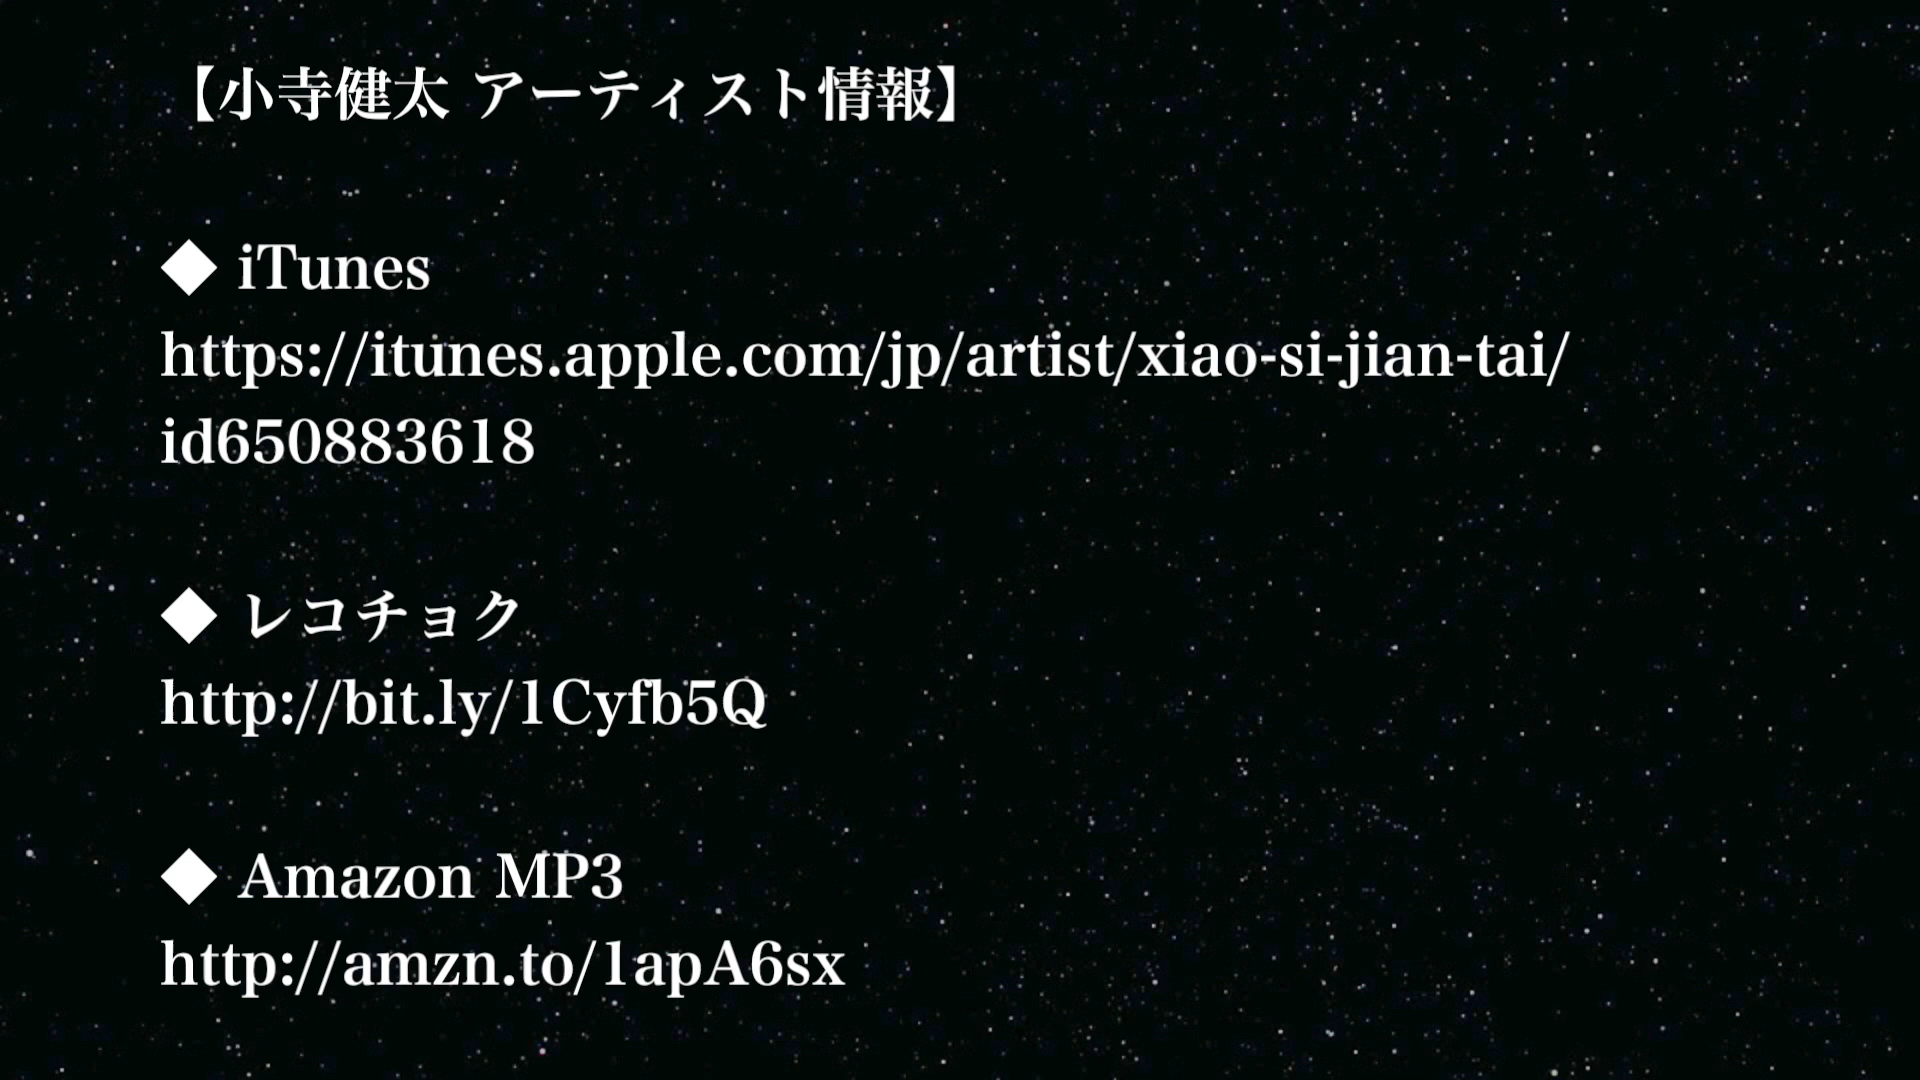 【小寺健太 アーティスト情報】
◆ iTunes
https://itunes.apple.com/jp/artist/xiao-si-jian-tai/
id650883618
◆ レコチョク
http://bit.ly/1Cyfb5Q
◆ Amazon MP3
http://amzn.to/1apA6sx